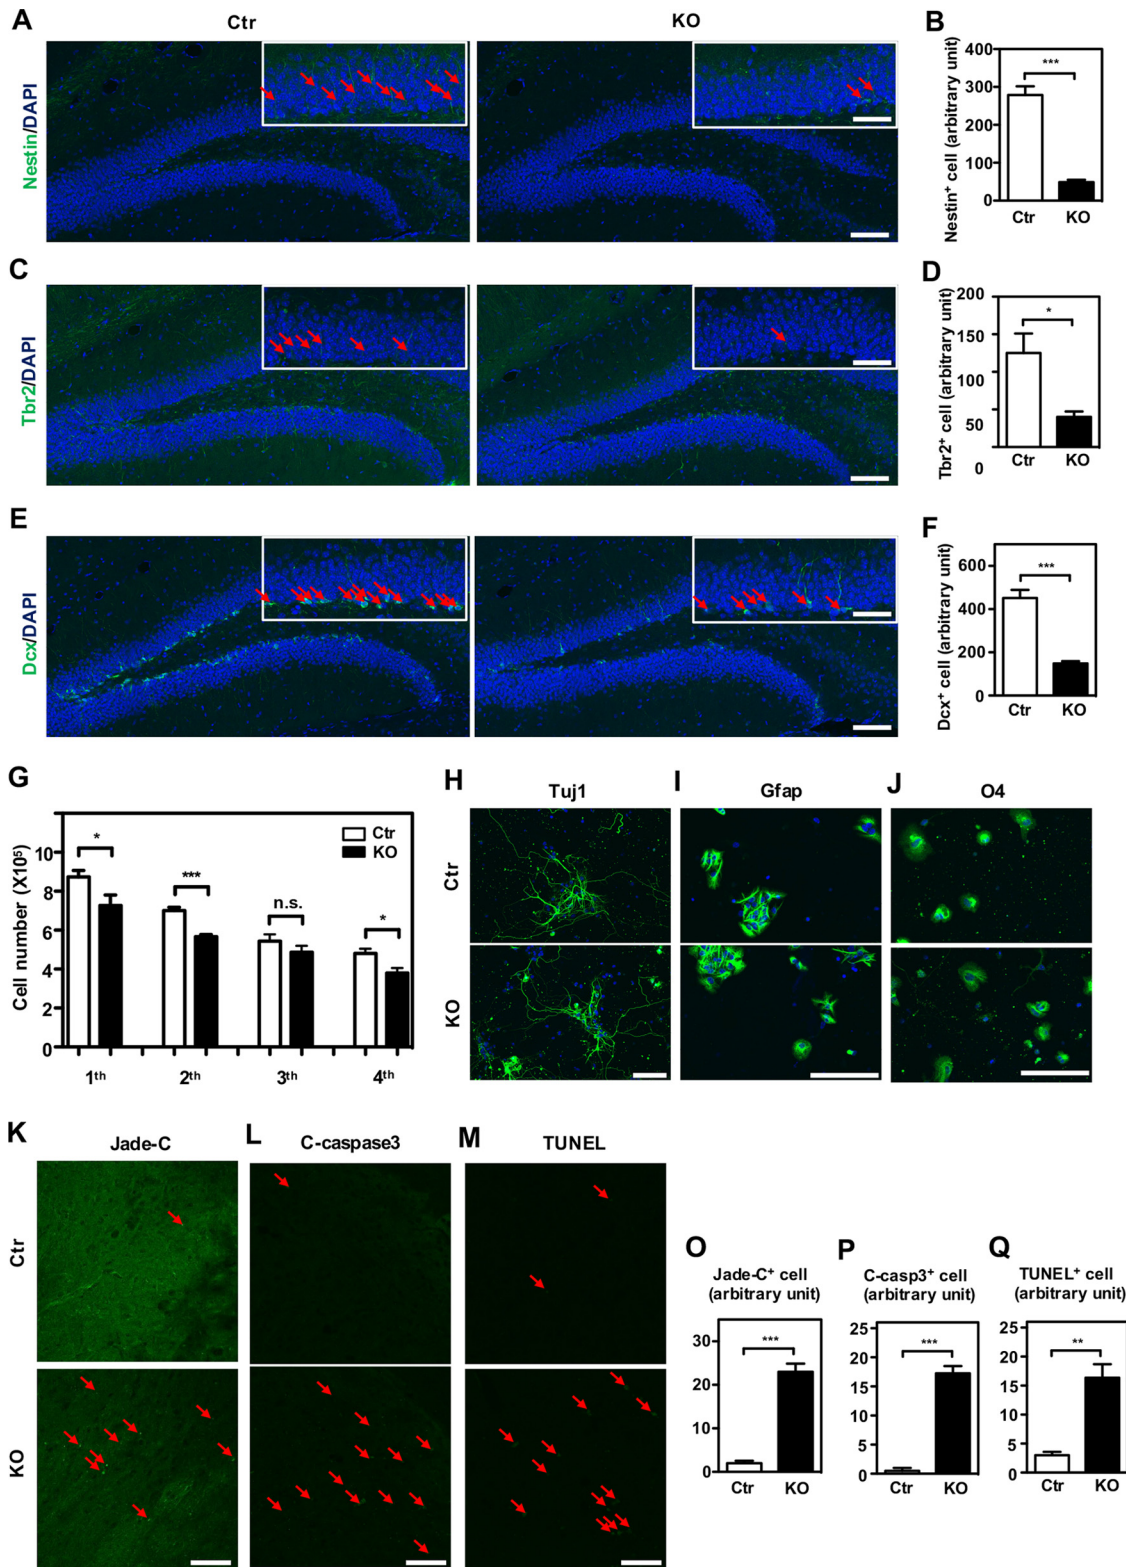 A
Ctr
KO
Nestin/DAPI
B
Nestin⁺ cell (arbitrary unit)
400
300
200
100
0
***
Ctr
KO
C
Tbr2/DAPI
D
Tbr2⁺ cell (arbitrary unit)
200
150
100
50
0
*
Ctr
KO
E
Dcx/DAPI
F
Dcx⁺ cell (arbitrary unit)
600
400
200
0
***
Ctr
KO
G
Cell number (X10⁵)
10
8
6
4
2
0
*
***
n.s.
*
Ctr
KO
1ᵗʰ
2ᵗʰ
3ᵗʰ
4ᵗʰ
H
Tuj1
I
Gfap
J
O4
Ctr
KO
K
Jade-C
L
C-caspase3
M
TUNEL
Ctr
KO
O
Jade-C⁺ cell
(arbitrary unit)
30
20
10
0
***
Ctr
KO
P
C-casp3⁺ cell
(arbitrary unit)
25
20
15
10
5
0
***
Ctr
KO
Q
TUNEL⁺ cell
(arbitrary unit)
25
20
15
10
5
0
**
Ctr
KO